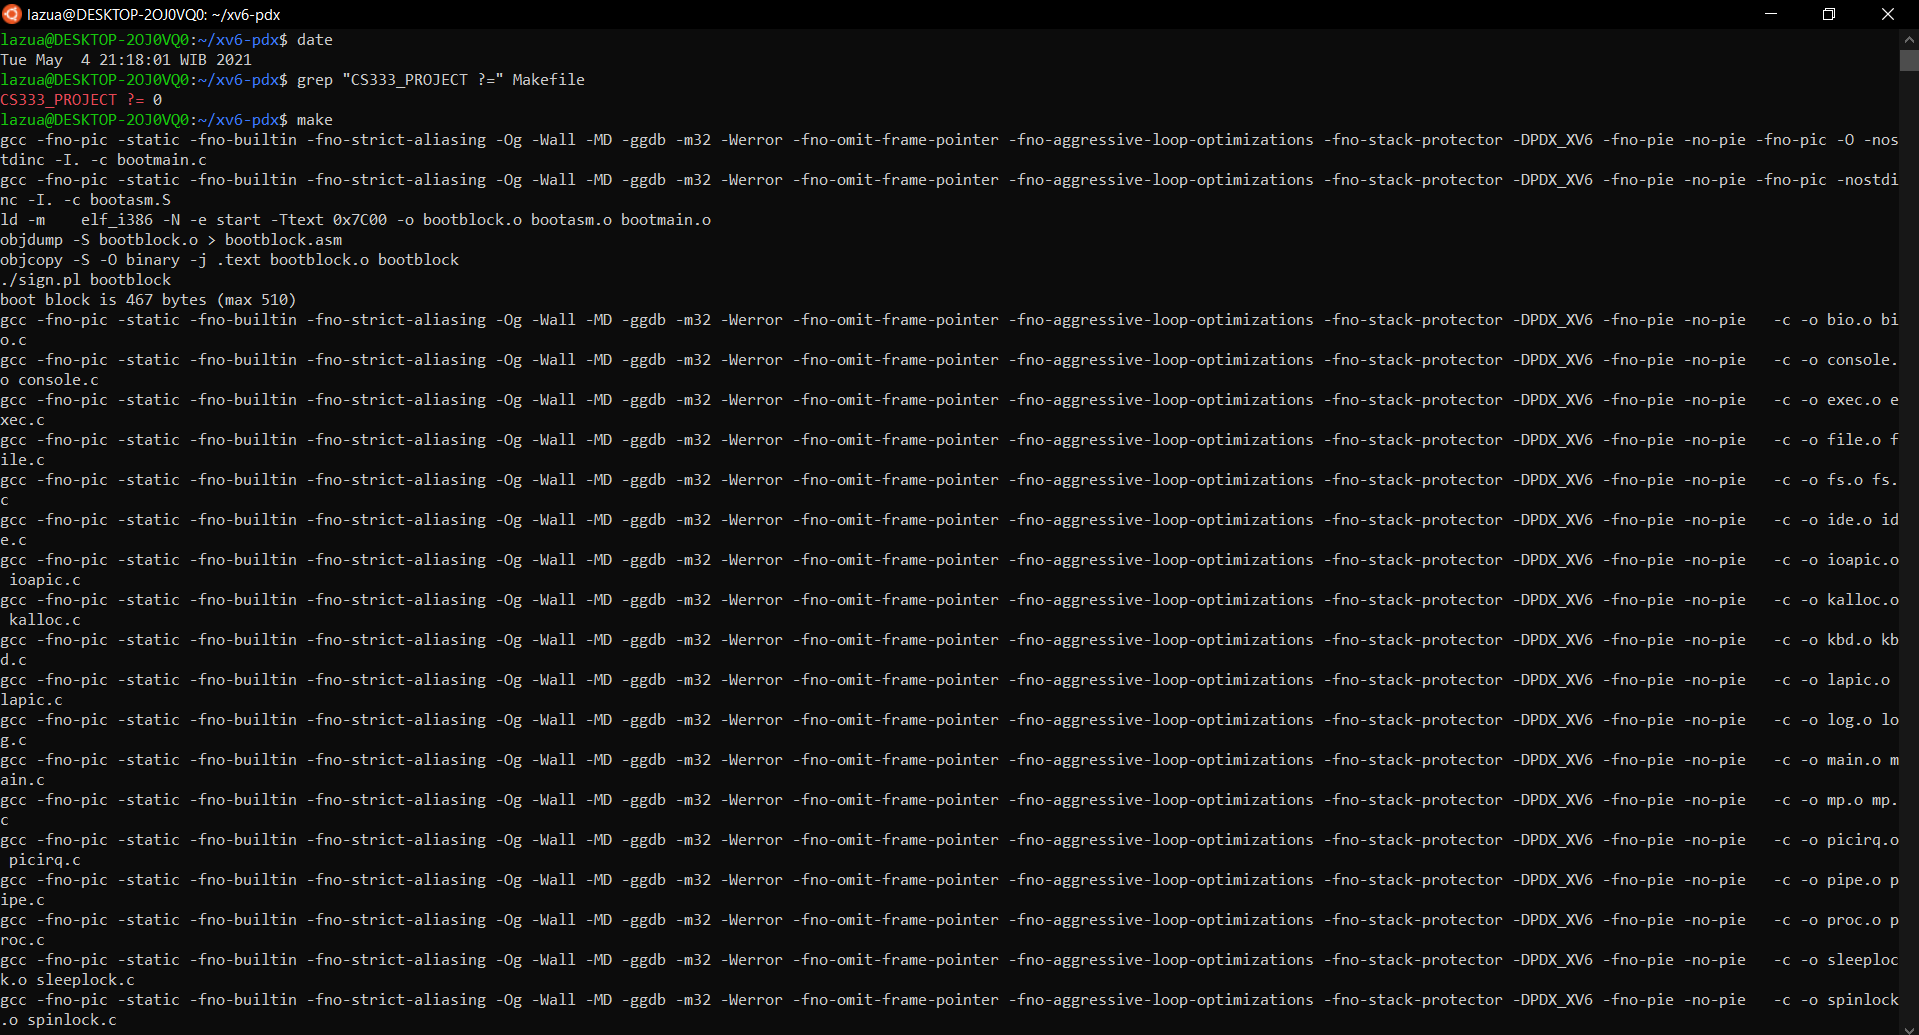 lazua@DESKTOP-2OJ0VQ0: ~/xv6-pdx
lazua@DESKTOP-2OJ0VQ0:~/xv6-pdx$ date
Tue May  4 21:18:01 WIB 2021
lazua@DESKTOP-2OJ0VQ0:~/xv6-pdx$ grep "CS333_PROJECT ?=" Makefile
CS333_PROJECT ?= 0
lazua@DESKTOP-2OJ0VQ0:~/xv6-pdx$ make
gcc -fno-pic -static -fno-builtin -fno-strict-aliasing -Og -Wall -MD -ggdb -m32 -Werror -fno-omit-frame-pointer -fno-aggressive-loop-optimizations -fno-stack-protector -DPDX_XV6 -fno-pie -no-pie -fno-pic -O -nos
tdinc -I. -c bootmain.c
gcc -fno-pic -static -fno-builtin -fno-strict-aliasing -Og -Wall -MD -ggdb -m32 -Werror -fno-omit-frame-pointer -fno-aggressive-loop-optimizations -fno-stack-protector -DPDX_XV6 -fno-pie -no-pie -fno-pic -nostdi
nc -I. -c bootasm.S
ld -m    elf_i386 -N -e start -Ttext 0x7C00 -o bootblock.o bootasm.o bootmain.o
objdump -S bootblock.o > bootblock.asm
objcopy -S -O binary -j .text bootblock.o bootblock
./sign.pl bootblock
boot block is 467 bytes (max 510)
gcc -fno-pic -static -fno-builtin -fno-strict-aliasing -Og -Wall -MD -ggdb -m32 -Werror -fno-omit-frame-pointer -fno-aggressive-loop-optimizations -fno-stack-protector -DPDX_XV6 -fno-pie -no-pie   -c -o bio.o bi
o.c
gcc -fno-pic -static -fno-builtin -fno-strict-aliasing -Og -Wall -MD -ggdb -m32 -Werror -fno-omit-frame-pointer -fno-aggressive-loop-optimizations -fno-stack-protector -DPDX_XV6 -fno-pie -no-pie   -c -o console.
o console.c
gcc -fno-pic -static -fno-builtin -fno-strict-aliasing -Og -Wall -MD -ggdb -m32 -Werror -fno-omit-frame-pointer -fno-aggressive-loop-optimizations -fno-stack-protector -DPDX_XV6 -fno-pie -no-pie   -c -o exec.o e
xec.c
gcc -fno-pic -static -fno-builtin -fno-strict-aliasing -Og -Wall -MD -ggdb -m32 -Werror -fno-omit-frame-pointer -fno-aggressive-loop-optimizations -fno-stack-protector -DPDX_XV6 -fno-pie -no-pie   -c -o file.o f
ile.c
gcc -fno-pic -static -fno-builtin -fno-strict-aliasing -Og -Wall -MD -ggdb -m32 -Werror -fno-omit-frame-pointer -fno-aggressive-loop-optimizations -fno-stack-protector -DPDX_XV6 -fno-pie -no-pie   -c -o fs.o fs.
c
gcc -fno-pic -static -fno-builtin -fno-strict-aliasing -Og -Wall -MD -ggdb -m32 -Werror -fno-omit-frame-pointer -fno-aggressive-loop-optimizations -fno-stack-protector -DPDX_XV6 -fno-pie -no-pie   -c -o ide.o id
e.c
gcc -fno-pic -static -fno-builtin -fno-strict-aliasing -Og -Wall -MD -ggdb -m32 -Werror -fno-omit-frame-pointer -fno-aggressive-loop-optimizations -fno-stack-protector -DPDX_XV6 -fno-pie -no-pie   -c -o ioapic.o
 ioapic.c
gcc -fno-pic -static -fno-builtin -fno-strict-aliasing -Og -Wall -MD -ggdb -m32 -Werror -fno-omit-frame-pointer -fno-aggressive-loop-optimizations -fno-stack-protector -DPDX_XV6 -fno-pie -no-pie   -c -o kalloc.o
 kalloc.c
gcc -fno-pic -static -fno-builtin -fno-strict-aliasing -Og -Wall -MD -ggdb -m32 -Werror -fno-omit-frame-pointer -fno-aggressive-loop-optimizations -fno-stack-protector -DPDX_XV6 -fno-pie -no-pie   -c -o kbd.o kb
d.c
gcc -fno-pic -static -fno-builtin -fno-strict-aliasing -Og -Wall -MD -ggdb -m32 -Werror -fno-omit-frame-pointer -fno-aggressive-loop-optimizations -fno-stack-protector -DPDX_XV6 -fno-pie -no-pie   -c -o lapic.o 
lapic.c
gcc -fno-pic -static -fno-builtin -fno-strict-aliasing -Og -Wall -MD -ggdb -m32 -Werror -fno-omit-frame-pointer -fno-aggressive-loop-optimizations -fno-stack-protector -DPDX_XV6 -fno-pie -no-pie   -c -o log.o lo
g.c
gcc -fno-pic -static -fno-builtin -fno-strict-aliasing -Og -Wall -MD -ggdb -m32 -Werror -fno-omit-frame-pointer -fno-aggressive-loop-optimizations -fno-stack-protector -DPDX_XV6 -fno-pie -no-pie   -c -o main.o m
ain.c
gcc -fno-pic -static -fno-builtin -fno-strict-aliasing -Og -Wall -MD -ggdb -m32 -Werror -fno-omit-frame-pointer -fno-aggressive-loop-optimizations -fno-stack-protector -DPDX_XV6 -fno-pie -no-pie   -c -o mp.o mp.
c
gcc -fno-pic -static -fno-builtin -fno-strict-aliasing -Og -Wall -MD -ggdb -m32 -Werror -fno-omit-frame-pointer -fno-aggressive-loop-optimizations -fno-stack-protector -DPDX_XV6 -fno-pie -no-pie   -c -o picirq.o
 picirq.c
gcc -fno-pic -static -fno-builtin -fno-strict-aliasing -Og -Wall -MD -ggdb -m32 -Werror -fno-omit-frame-pointer -fno-aggressive-loop-optimizations -fno-stack-protector -DPDX_XV6 -fno-pie -no-pie   -c -o pipe.o p
ipe.c
gcc -fno-pic -static -fno-builtin -fno-strict-aliasing -Og -Wall -MD -ggdb -m32 -Werror -fno-omit-frame-pointer -fno-aggressive-loop-optimizations -fno-stack-protector -DPDX_XV6 -fno-pie -no-pie   -c -o proc.o p
roc.c
gcc -fno-pic -static -fno-builtin -fno-strict-aliasing -Og -Wall -MD -ggdb -m32 -Werror -fno-omit-frame-pointer -fno-aggressive-loop-optimizations -fno-stack-protector -DPDX_XV6 -fno-pie -no-pie   -c -o sleeploc
k.o sleeplock.c
gcc -fno-pic -static -fno-builtin -fno-strict-aliasing -Og -Wall -MD -ggdb -m32 -Werror -fno-omit-frame-pointer -fno-aggressive-loop-optimizations -fno-stack-protector -DPDX_XV6 -fno-pie -no-pie   -c -o spinlock
.o spinlock.c